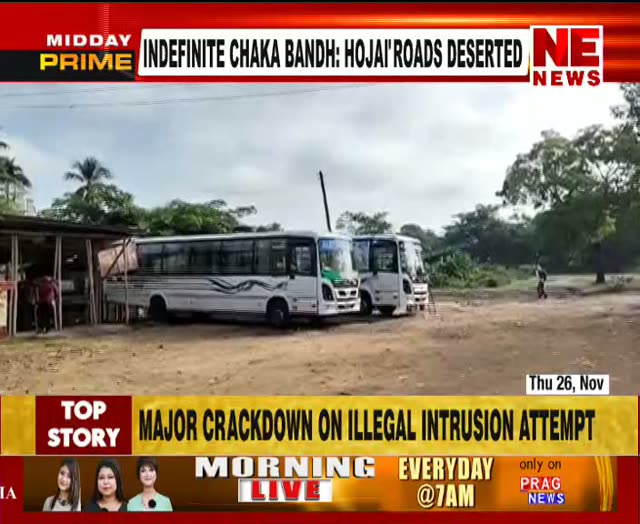 MIDDAY
PRIME
INDEFINITE CHAKA BANDH: HOJAI' ROADS DESERTED
NE
NEWS
Thu 26, Nov
TOP
STORY
MAJOR CRACKDOWN ON ILLEGAL INTRUSION ATTEMPT
IA
MORNING
LIVE
EVERYDAY
@7AM
only on
PRAG
NEWS